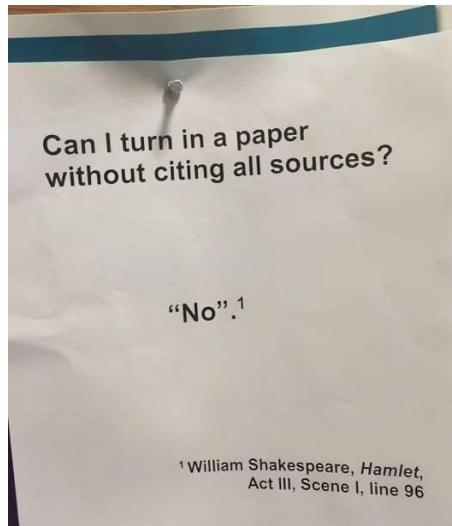 Can I turn in a paper
without citing all sources?
“No”.¹
¹ William Shakespeare, Hamlet,
Act III, Scene I, line 96